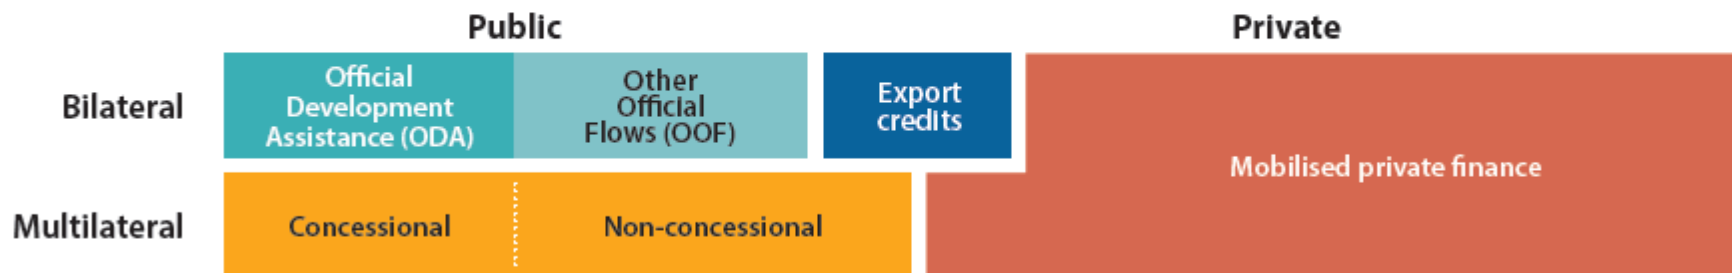 Public
Private
Bilateral
Official
Development
Assistance (ODA)
Other
Official
Flows (OOF)
Export
credits
Mobilised private finance
Multilateral
Concessional
Non-concessional